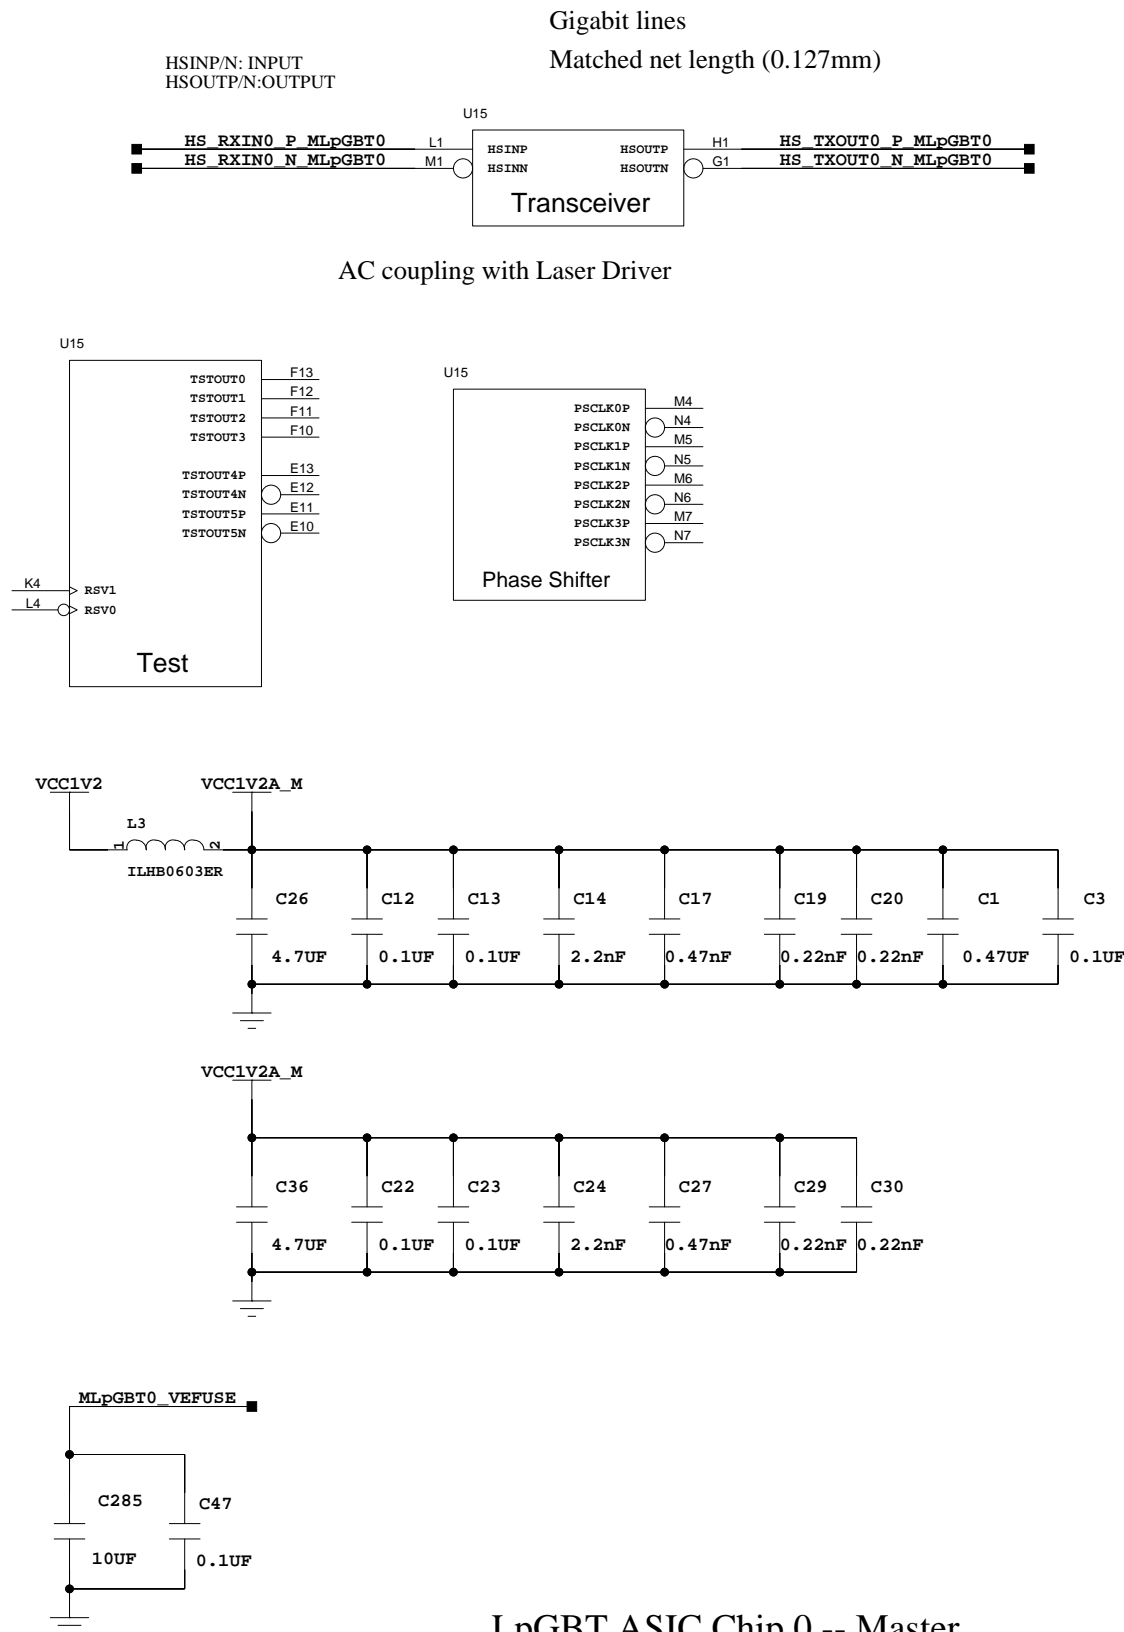 Gigabit lines
Matched net length (0.127mm)
HSINP/N: INPUT
HSOUTP/N:OUTPUT
U15
HS_RXIN0_P_MLpGBT0 L1 HSINP HSOUTP H1 HS_TXOUT0_P_MLpGBT0
HS_RXIN0_N_MLpGBT0 M1 HSINN HSOUTN G1 HS_TXOUT0_N_MLpGBT0
Transceiver
AC coupling with Laser Driver
U15
TSTOUT0 F13
TSTOUT1 F12
TSTOUT2 F11
TSTOUT3 F10
TSTOUT4P E13
TSTOUT4N E12
TSTOUT5P E11
TSTOUT5N E10
K4 RSV1
L4 RSV0
Test
U15
PSCLK0P M4
PSCLK0N N4
PSCLK1P M5
PSCLK1N N5
PSCLK2P M6
PSCLK2N N6
PSCLK3P M7
PSCLK3N N7
Phase Shifter
VCC1V2 VCC1V2A_M
L3
1 2
ILHB0603ER
C26 C12 C13 C14 C17 C19 C20 C1 C3
4.7UF 0.1UF 0.1UF 2.2nF 0.47nF 0.22nF 0.22nF 0.47UF 0.1UF
VCC1V2A_M
C36 C22 C23 C24 C27 C29 C30
4.7UF 0.1UF 0.1UF 2.2nF 0.47nF 0.22nF 0.22nF
MLpGBT0_VEFUSE
C285 C47
10UF 0.1UF
LpGBT ASIC Chip 0 -- Master